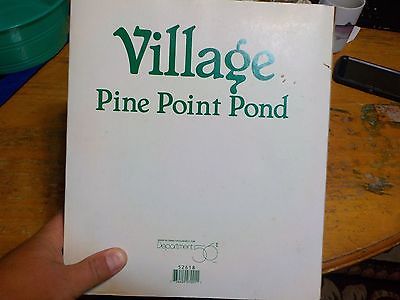 Village
Pine Point Pond
Department 56
52618